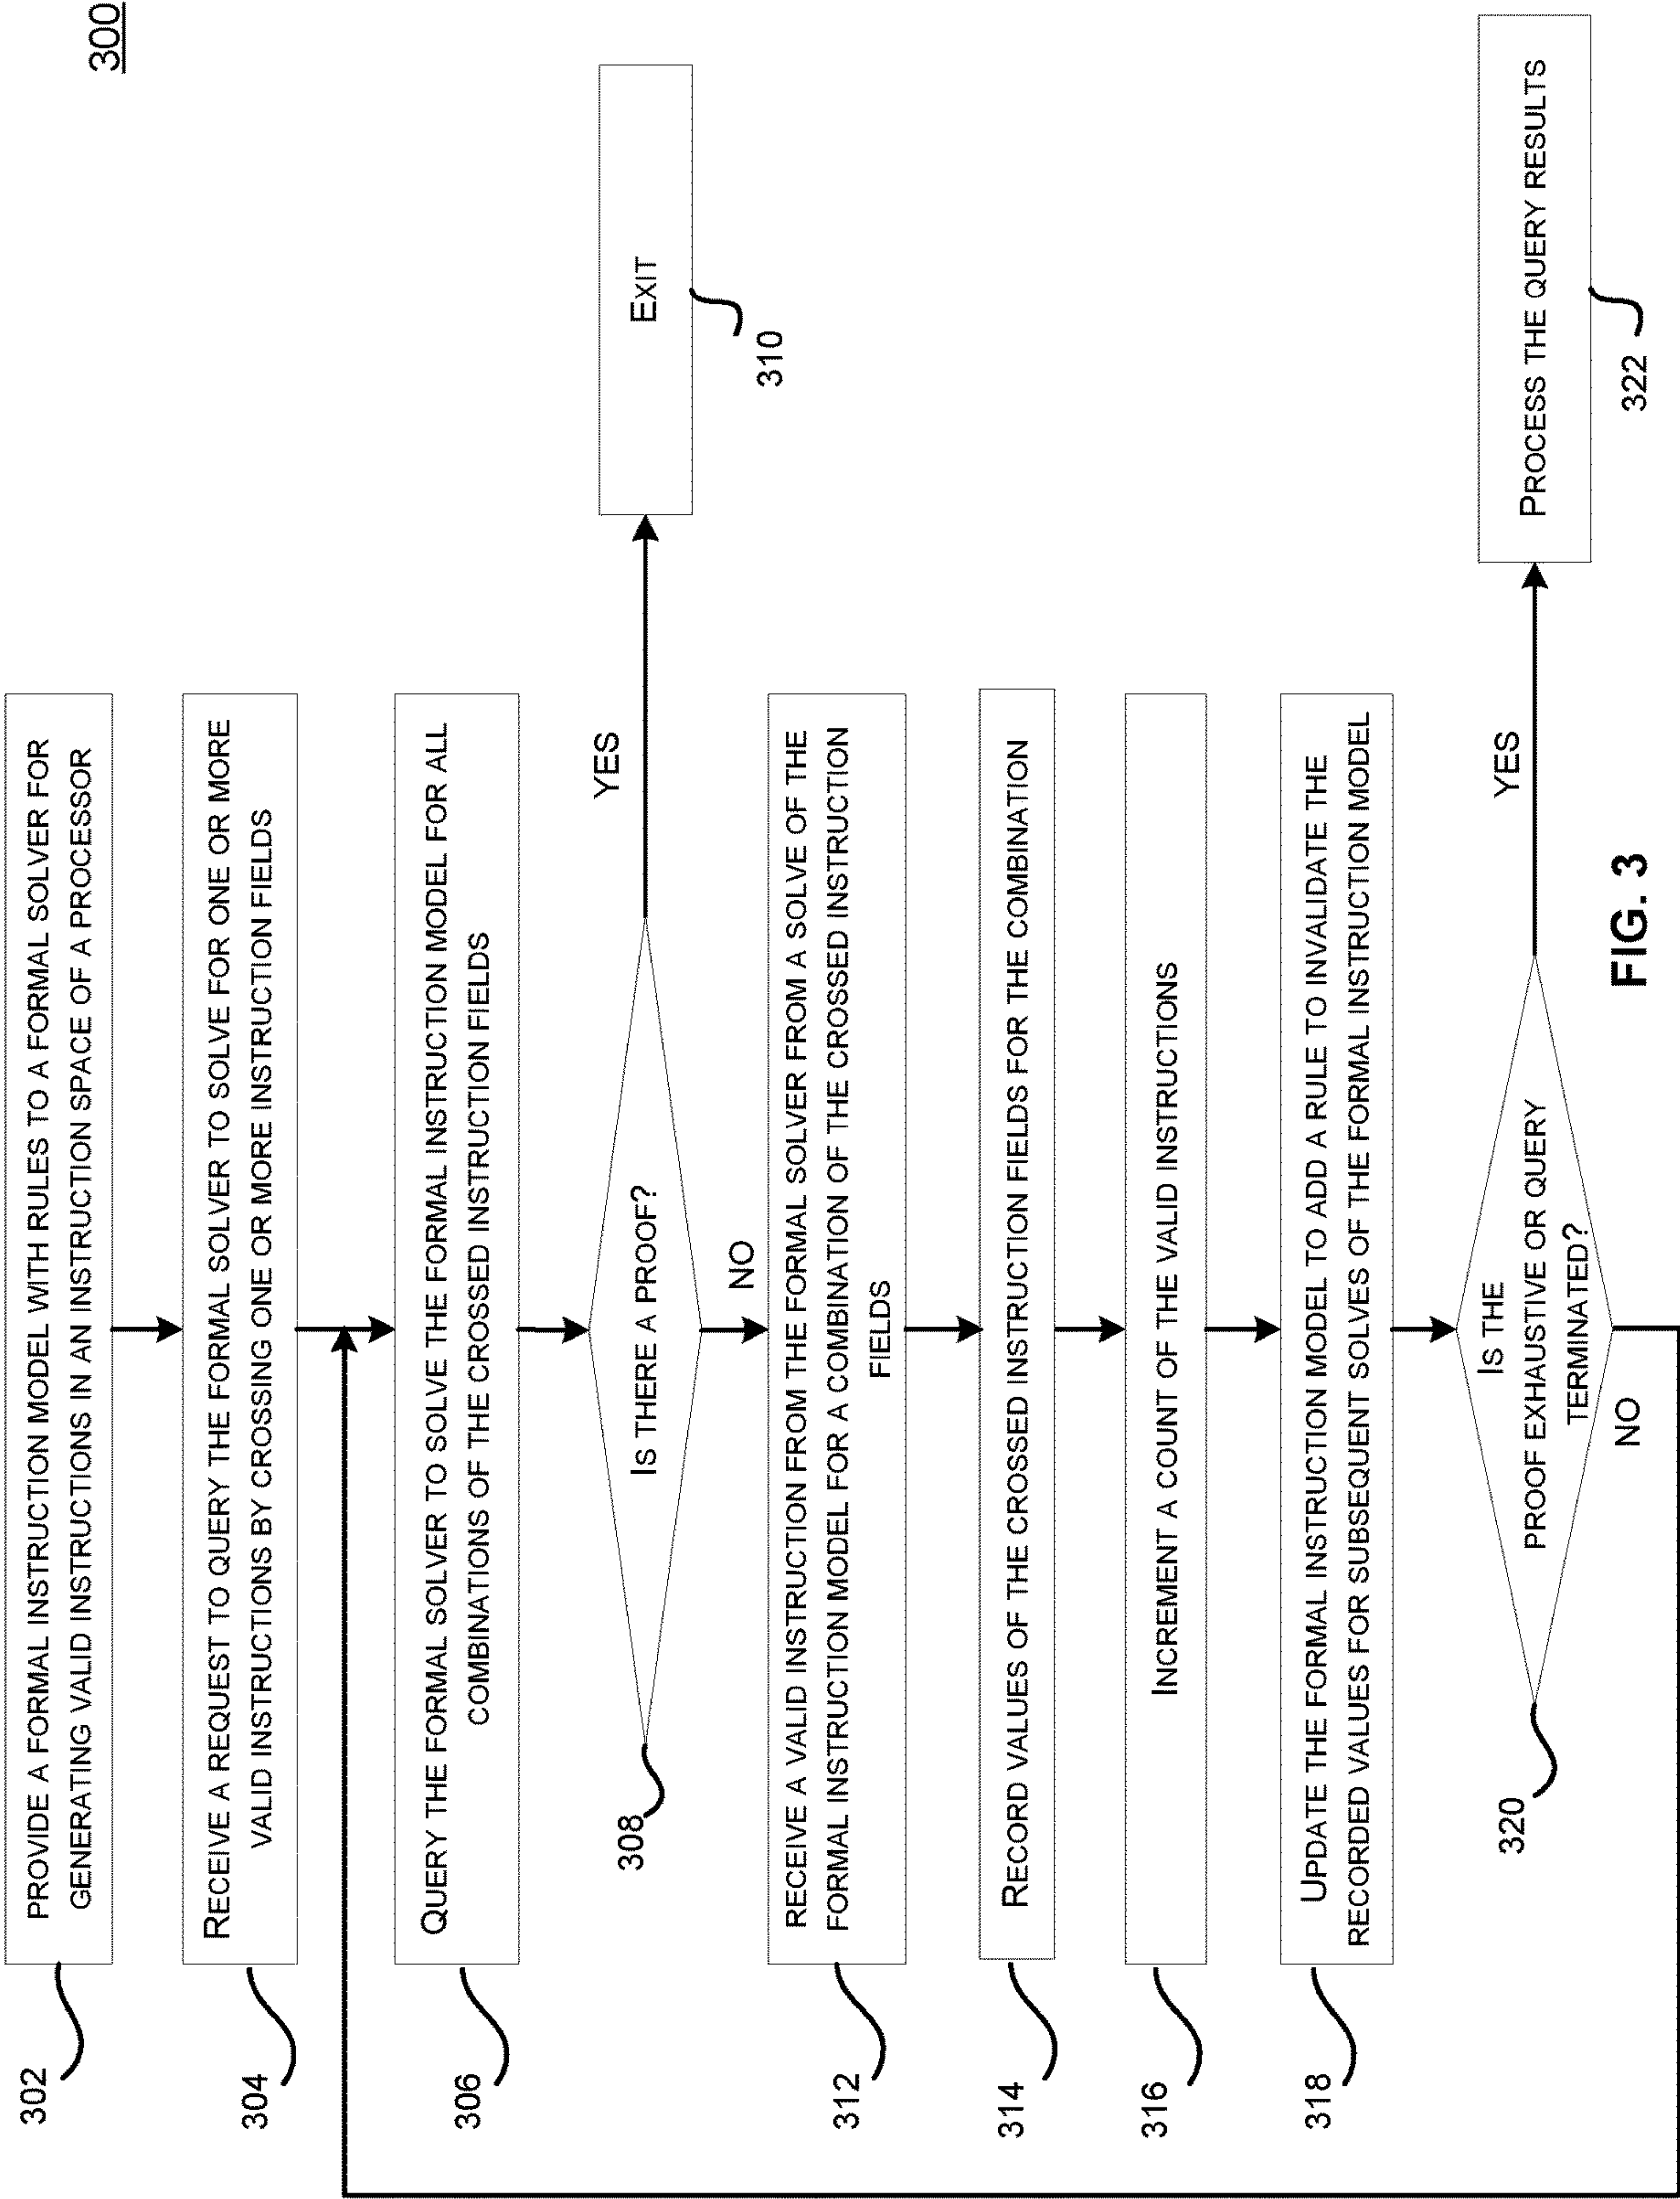 300
302
PROVIDE A FORMAL INSTRUCTION MODEL WITH RULES TO A FORMAL SOLVER FOR
GENERATING VALID INSTRUCTIONS IN AN INSTRUCTION SPACE OF A PROCESSOR
304
RECEIVE A REQUEST TO QUERY THE FORMAL SOLVER TO SOLVE FOR ONE OR MORE
VALID INSTRUCTIONS BY CROSSING ONE OR MORE INSTRUCTION FIELDS
306
QUERY THE FORMAL SOLVER TO SOLVE THE FORMAL INSTRUCTION MODEL FOR ALL
COMBINATIONS OF THE CROSSED INSTRUCTION FIELDS
308
IS THERE A PROOF?
YES
EXIT
310
NO
312
RECEIVE A VALID INSTRUCTION FROM THE FORMAL SOLVER FROM A SOLVE OF THE
FORMAL INSTRUCTION MODEL FOR A COMBINATION OF THE CROSSED INSTRUCTION
FIELDS
314
RECORD VALUES OF THE CROSSED INSTRUCTION FIELDS FOR THE COMBINATION
316
INCREMENT A COUNT OF THE VALID INSTRUCTIONS
318
UPDATE THE FORMAL INSTRUCTION MODEL TO ADD A RULE TO INVALIDATE THE
RECORDED VALUES FOR SUBSEQUENT SOLVES OF THE FORMAL INSTRUCTION MODEL
320
IS THE
PROOF EXHAUSTIVE OR QUERY
TERMINATED?
YES
PROCESS THE QUERY RESULTS
322
NO
FIG. 3